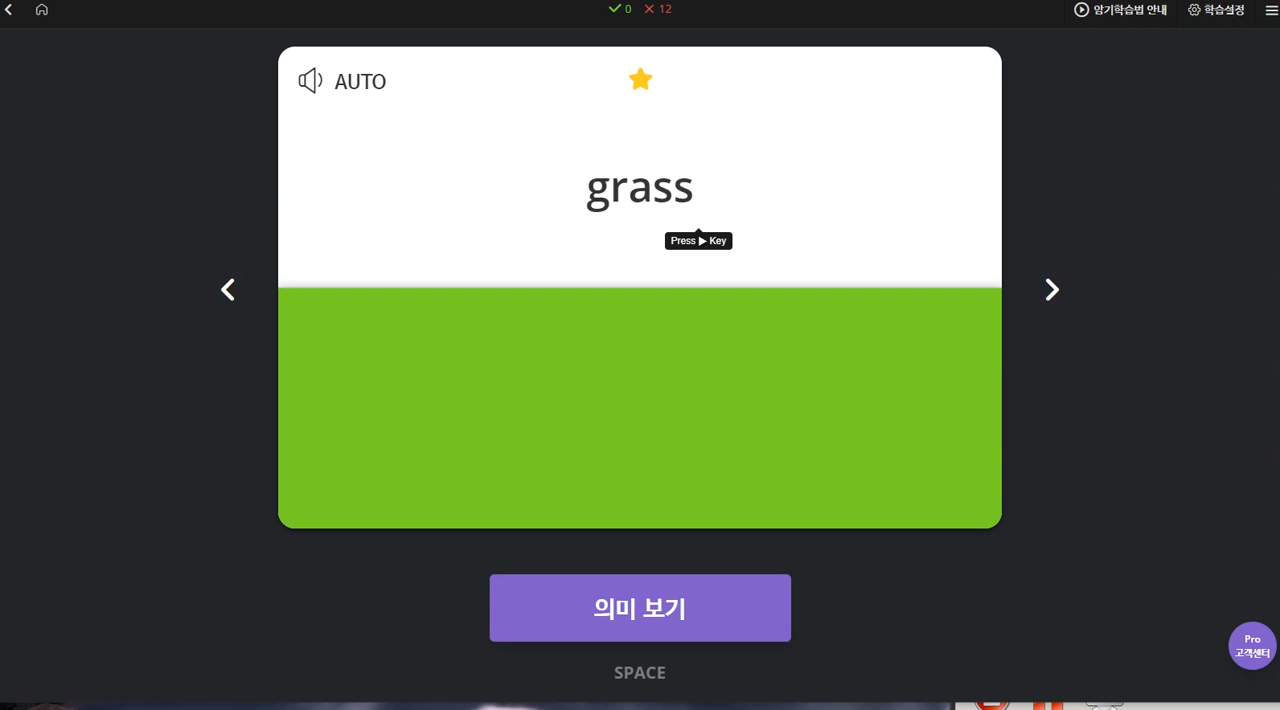 0 12
암기학습법 안내
학습설정
AUTO
grass
Press ▶ Key
의미 보기
SPACE
Pro
고객센터